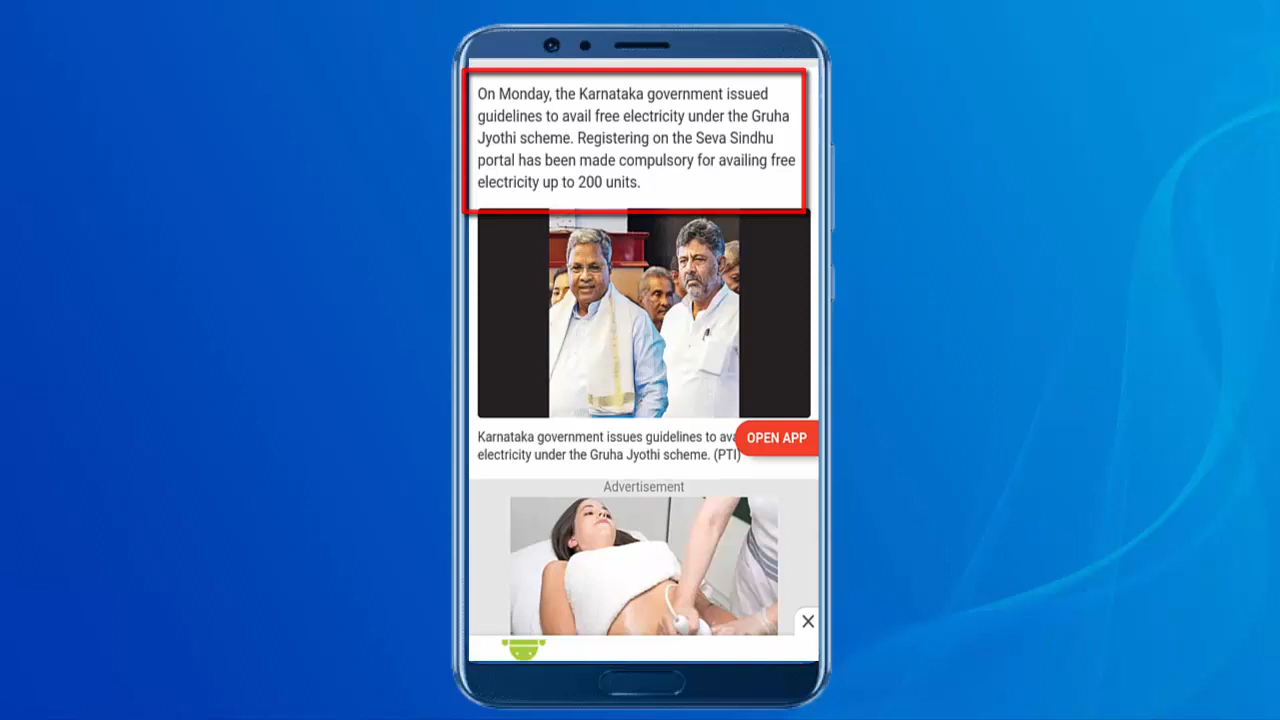 On Monday, the Karnataka government issued
guidelines to avail free electricity under the Gruha
Jyothi scheme. Registering on the Seva Sindhu
portal has been made compulsory for availing free
electricity up to 200 units.
Karnataka government issues guidelines to
OPEN APP
electricity under the Gruha Jyothi scheme. (PTI)
Advertisement